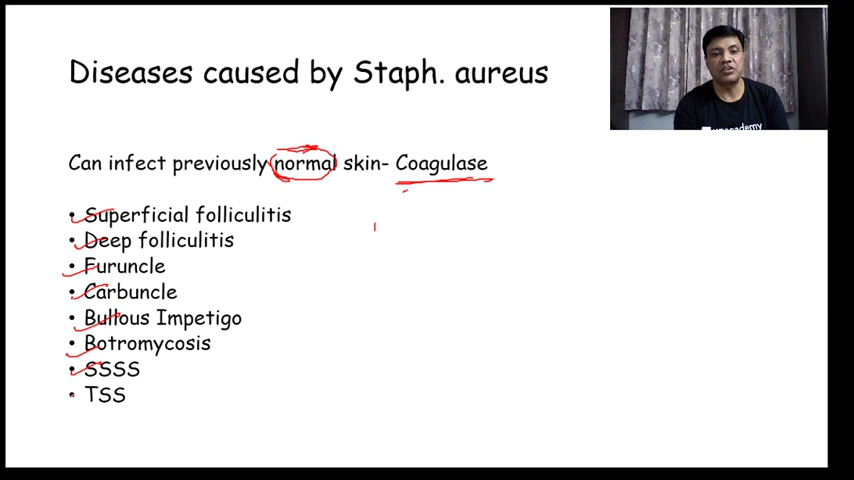 Diseases caused by Staph. aureus
Can infect previously normal skin- Coagulase
• Superficial folliculitis
• Deep folliculitis
• Furuncle
• Carbuncle
• Bullous Impetigo
• Botromycosis
• SSSS
• TSS